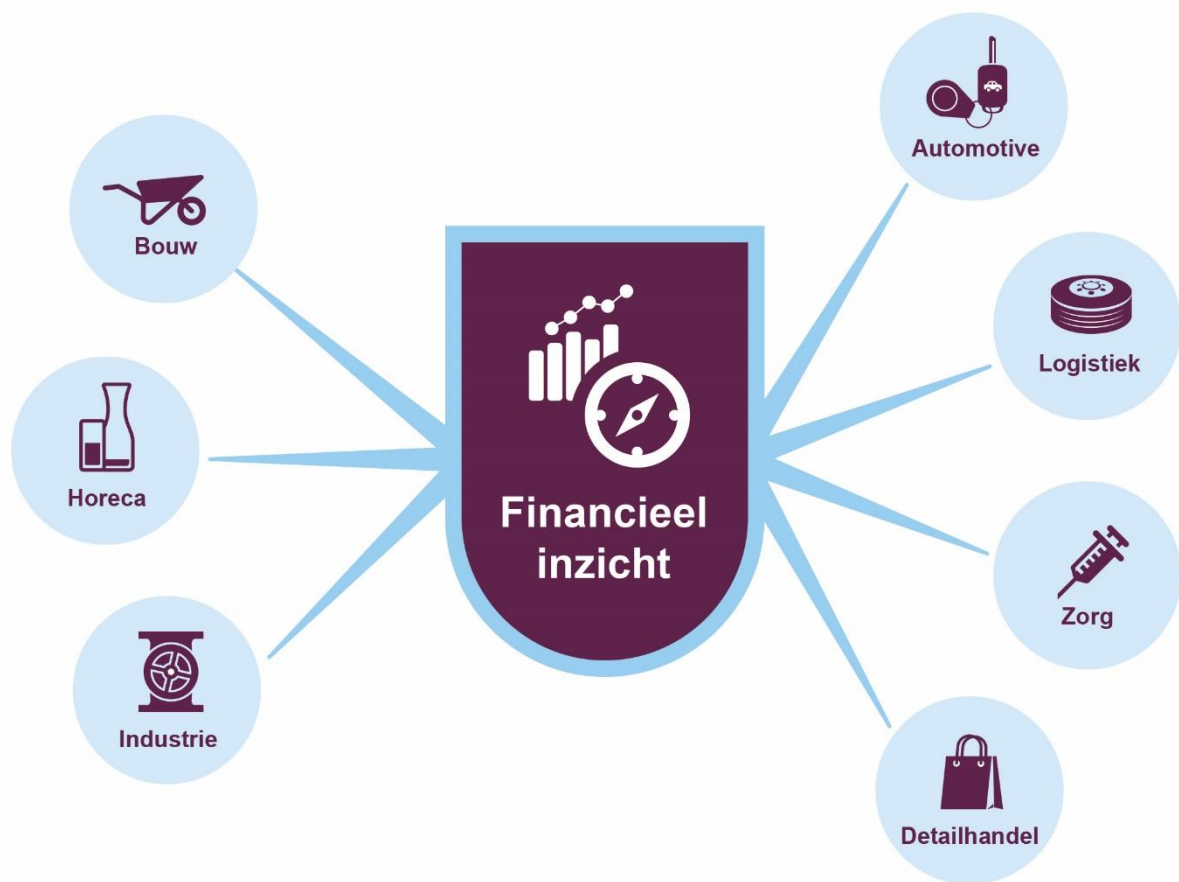 Automotive
Bouw
Logistiek
Horeca
Financieel
inzicht
Zorg
Industrie
Detailhandel